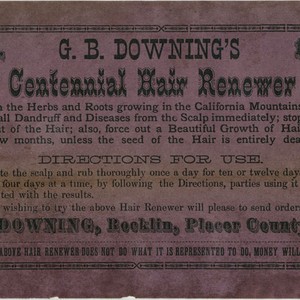 G. B. DOWNING'S
Centennial Hair Renewer
the Herbs and Roots growing in the California Mountain
all Dandruff and Diseases from the Scalp immediately; stop
out of the Hair; also, force out a Beautiful Growth of Hai
ew months, unless the seed of the Hair is entirely dea
DIRECTIONS FOR USE.
te the scalp and rub thoroughly once a day for ten or twelve day
four days at a time, by following the Directions, parties using it
ted with the results.
wishing to try the above Hair Renewer will please to send order
DOWNING, Rocklin, Placer County
ABOVE HAIR RENEWER DOES NOT DO WHAT IT IS REPRESENTED TO DO, MONEY WILL